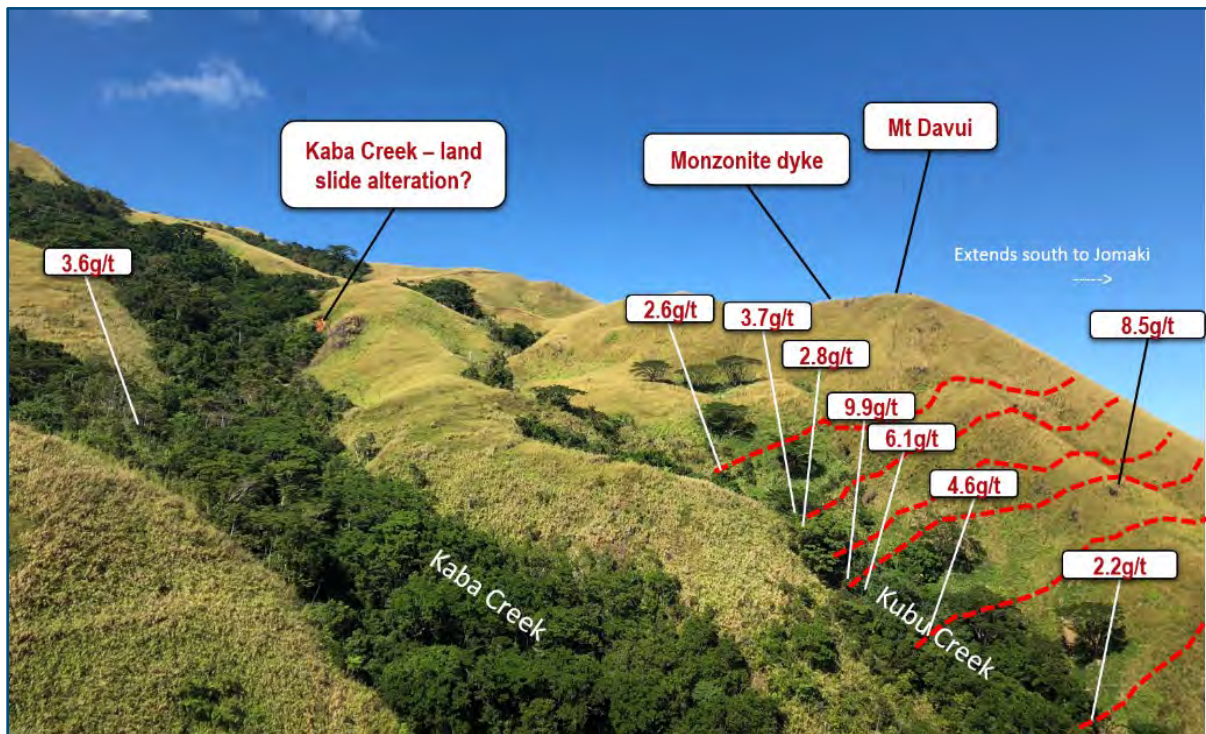 Mt Davui
Kaba Creek – land
slide alteration?
Monzonite dyke
Extends south to Jomaki
3.6g/t
2.6g/t
3.7g/t
8.5g/t
2.8g/t
9.9g/t
6.1g/t
4.6g/t
2.2g/t
Kaba Creek
Kubu Creek